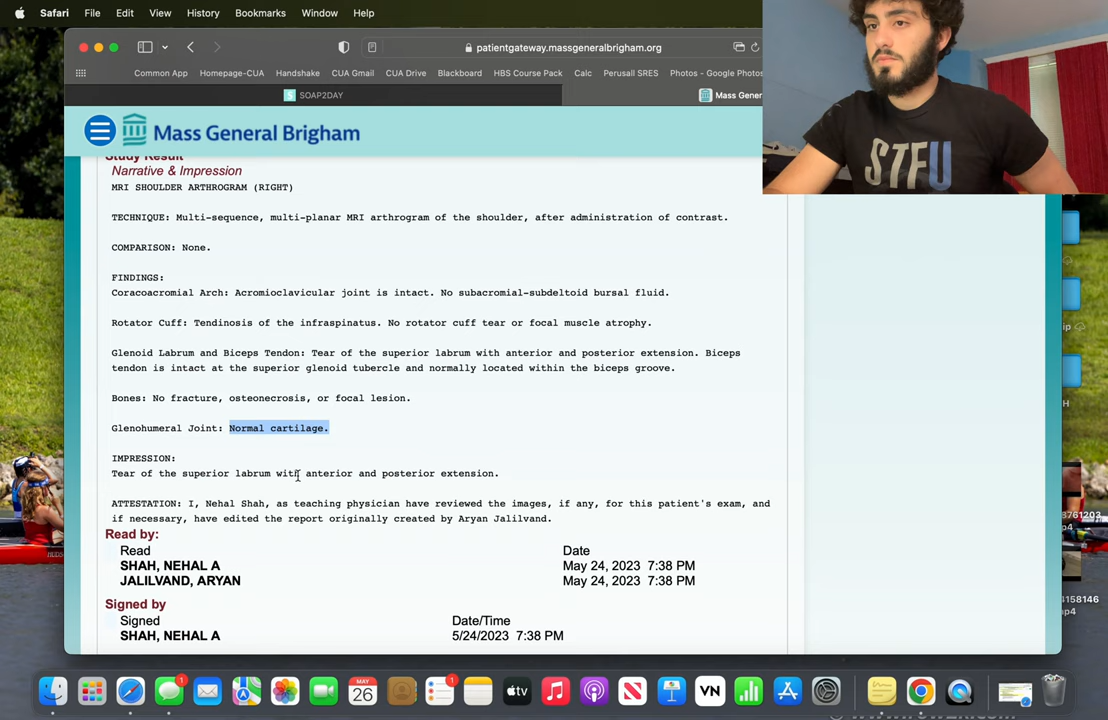 Safari File Edit View History Bookmarks Window Help
patientgateway.massgeneralbrigham.org
Common App Homepage-CUA Handshake CUA Gmail CUA Drive Blackboard HBS Course Pack Calc Perusall SRES Photos - Google Photos
S SOAP2DAY Mass Gener
Mass General Brigham
STFU
Study Result
Narrative & Impression
MRI SHOULDER ARTHROGRAM (RIGHT)
TECHNIQUE: Multi-sequence, multi-planar MRI arthrogram of the shoulder, after administration of contrast.
COMPARISON: None.
FINDINGS:
Coracoacromial Arch: Acromioclavicular joint is intact. No subacromial-subdeltoid bursal fluid.
Rotator Cuff: Tendinosis of the infraspinatus. No rotator cuff tear or focal muscle atrophy.
Glenoid Labrum and Biceps Tendon: Tear of the superior labrum with anterior and posterior extension. Biceps
tendon is intact at the superior glenoid tubercle and normally located within the biceps groove.
Bones: No fracture, osteonecrosis, or focal lesion.
Glenohumeral Joint: Normal cartilage.
IMPRESSION:
Tear of the superior labrum with anterior and posterior extension.
ATTESTATION: I, Nehal Shah, as teaching physician have reviewed the images, if any, for this patient's exam, and
if necessary, have edited the report originally created by Aryan Jalilvand.
Read by:
Read Date
SHAH, NEHAL A May 24, 2023 7:38 PM
JALILVAND, ARYAN May 24, 2023 7:38 PM
Signed by
Signed Date/Time
SHAH, NEHAL A 5/24/2023 7:38 PM
ip
H
8761203
p4
4158146
p4
1
MAY
26
1
tv
VN